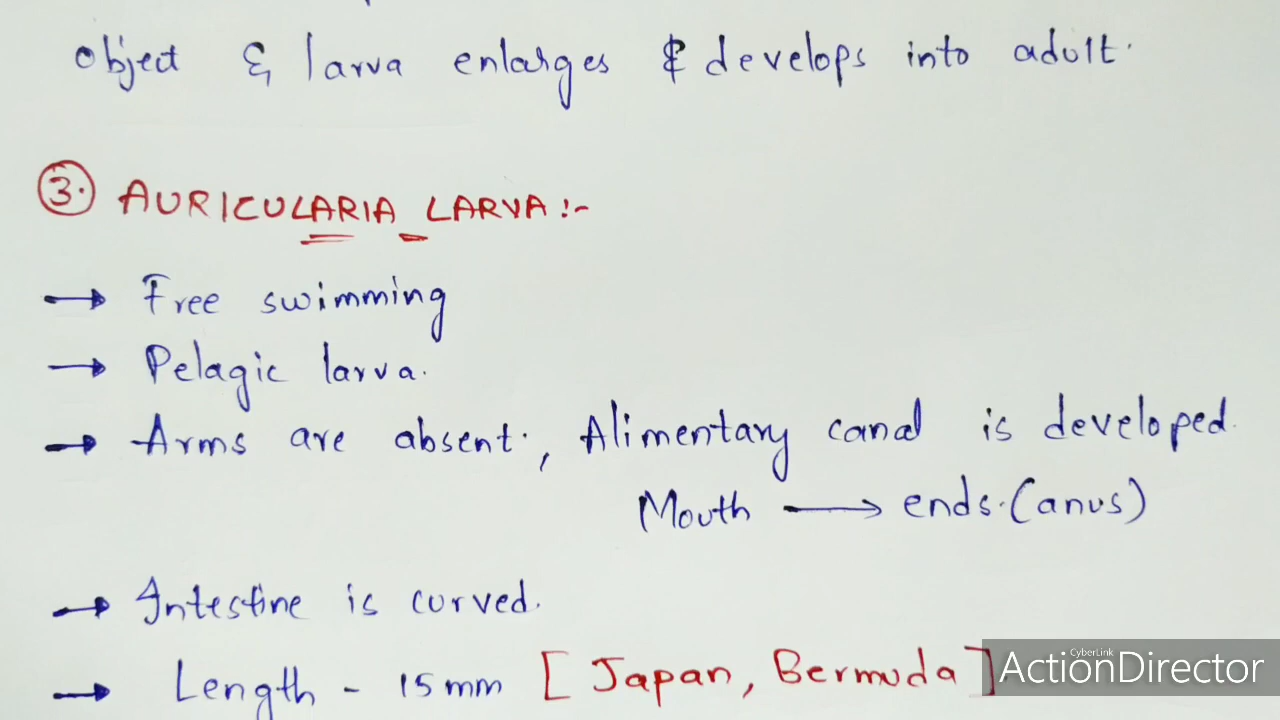 object & larva enlarges & develops into adult.
3. AURICULARIA LARVA :-
→ Free swimming
→ Pelagic larva.
→ Arms are absent., Alimentary canal is developed.
Mouth → ends.(anus)
→ Intestine is curved.
→ Length - 15mm [Japan, Bermuda]
CyberLink
ActionDirector